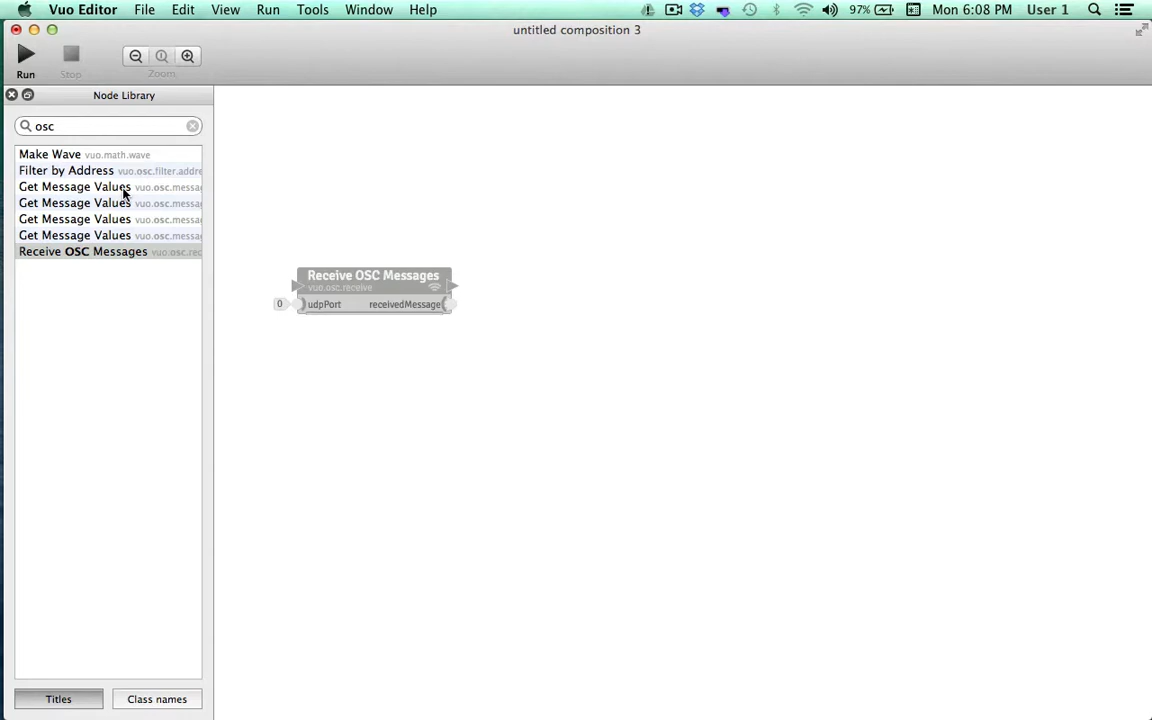 Vuo Editor File Edit View Run Tools Window Help 97% Mon 6:08 PM User 1
untitled composition 3
Run Stop Zoom
Node Library
osc
Make Wave vuo.math.wave
Filter by Address vuo.osc.filter.addre
Get Message Values vuo.osc.messa
Get Message Values vuo.osc.messa
Get Message Values vuo.osc.messa
Get Message Values vuo.osc.messa
Receive OSC Messages vuo.osc.rec
Receive OSC Messages
vuo.osc.receive
0 udpPort receivedMessage
Titles Class names